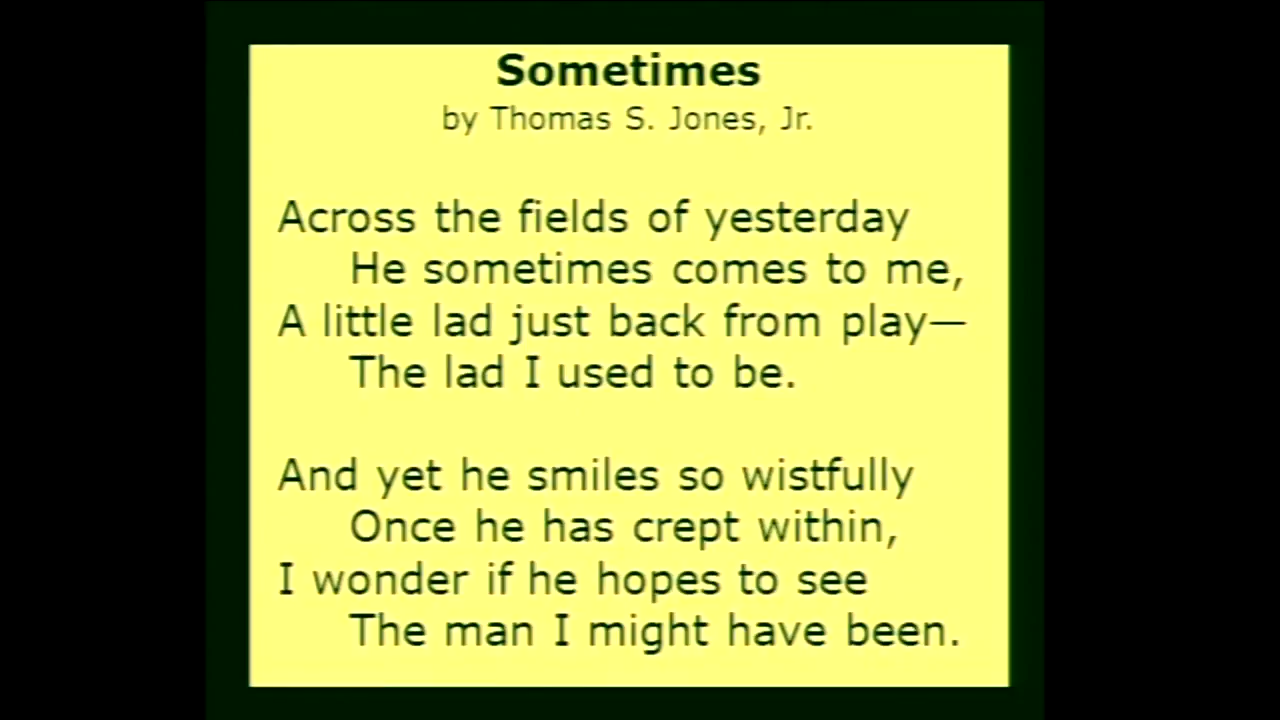 Sometimes
by Thomas S. Jones, Jr.
Across the fields of yesterday
He sometimes comes to me,
A little lad just back from play—
The lad I used to be.
And yet he smiles so wistfully
Once he has crept within,
I wonder if he hopes to see
The man I might have been.